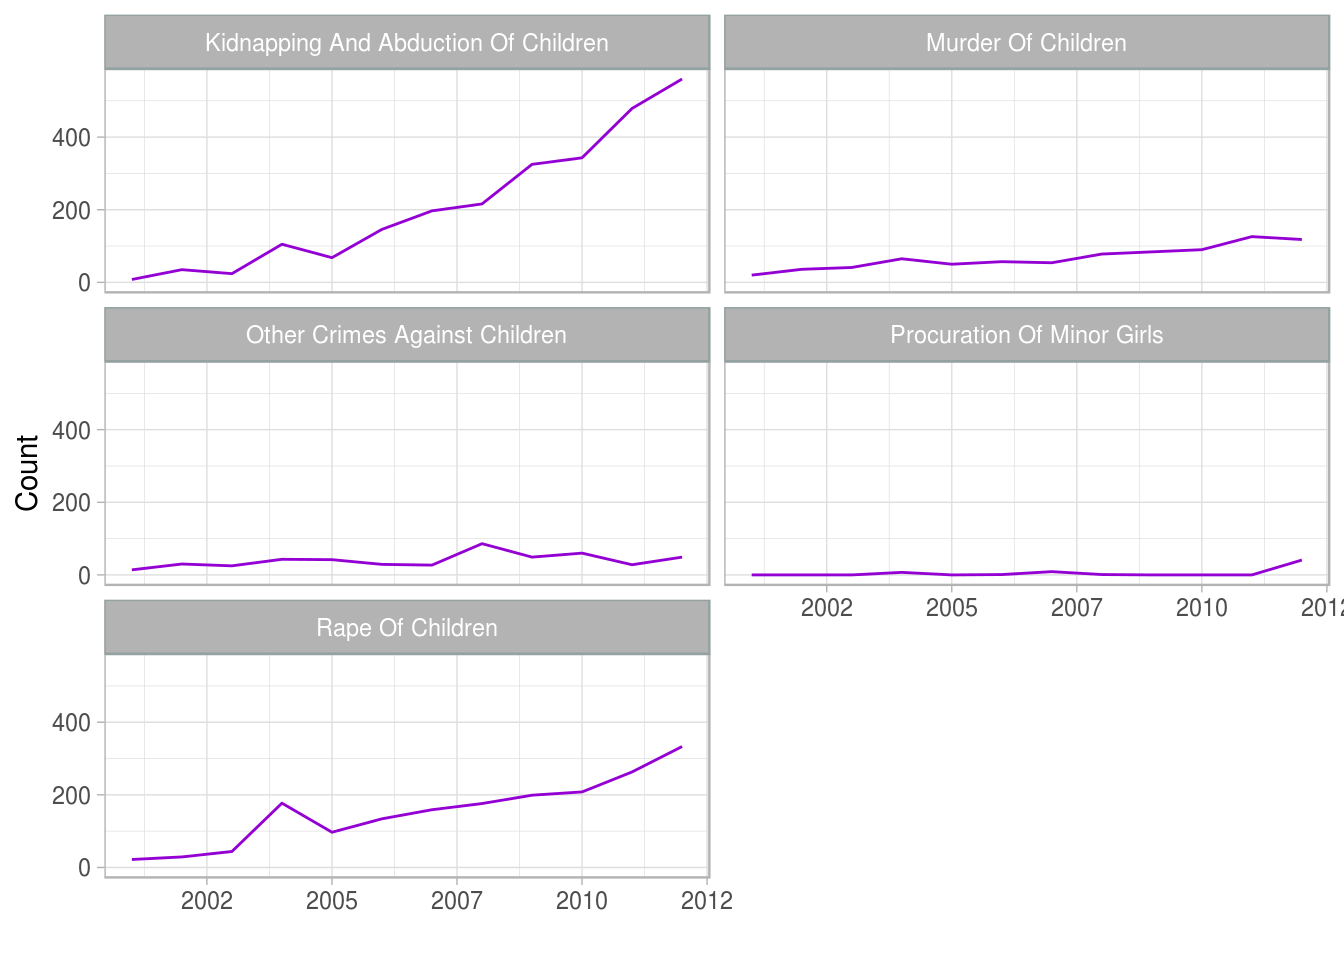 Kidnapping And Abduction Of Children
Murder Of Children
400
200
0
Other Crimes Against Children
Procuration Of Minor Girls
Count
400
200
0
2002 2005 2007 2010 2012
Rape Of Children
400
200
0
2002 2005 2007 2010 2012